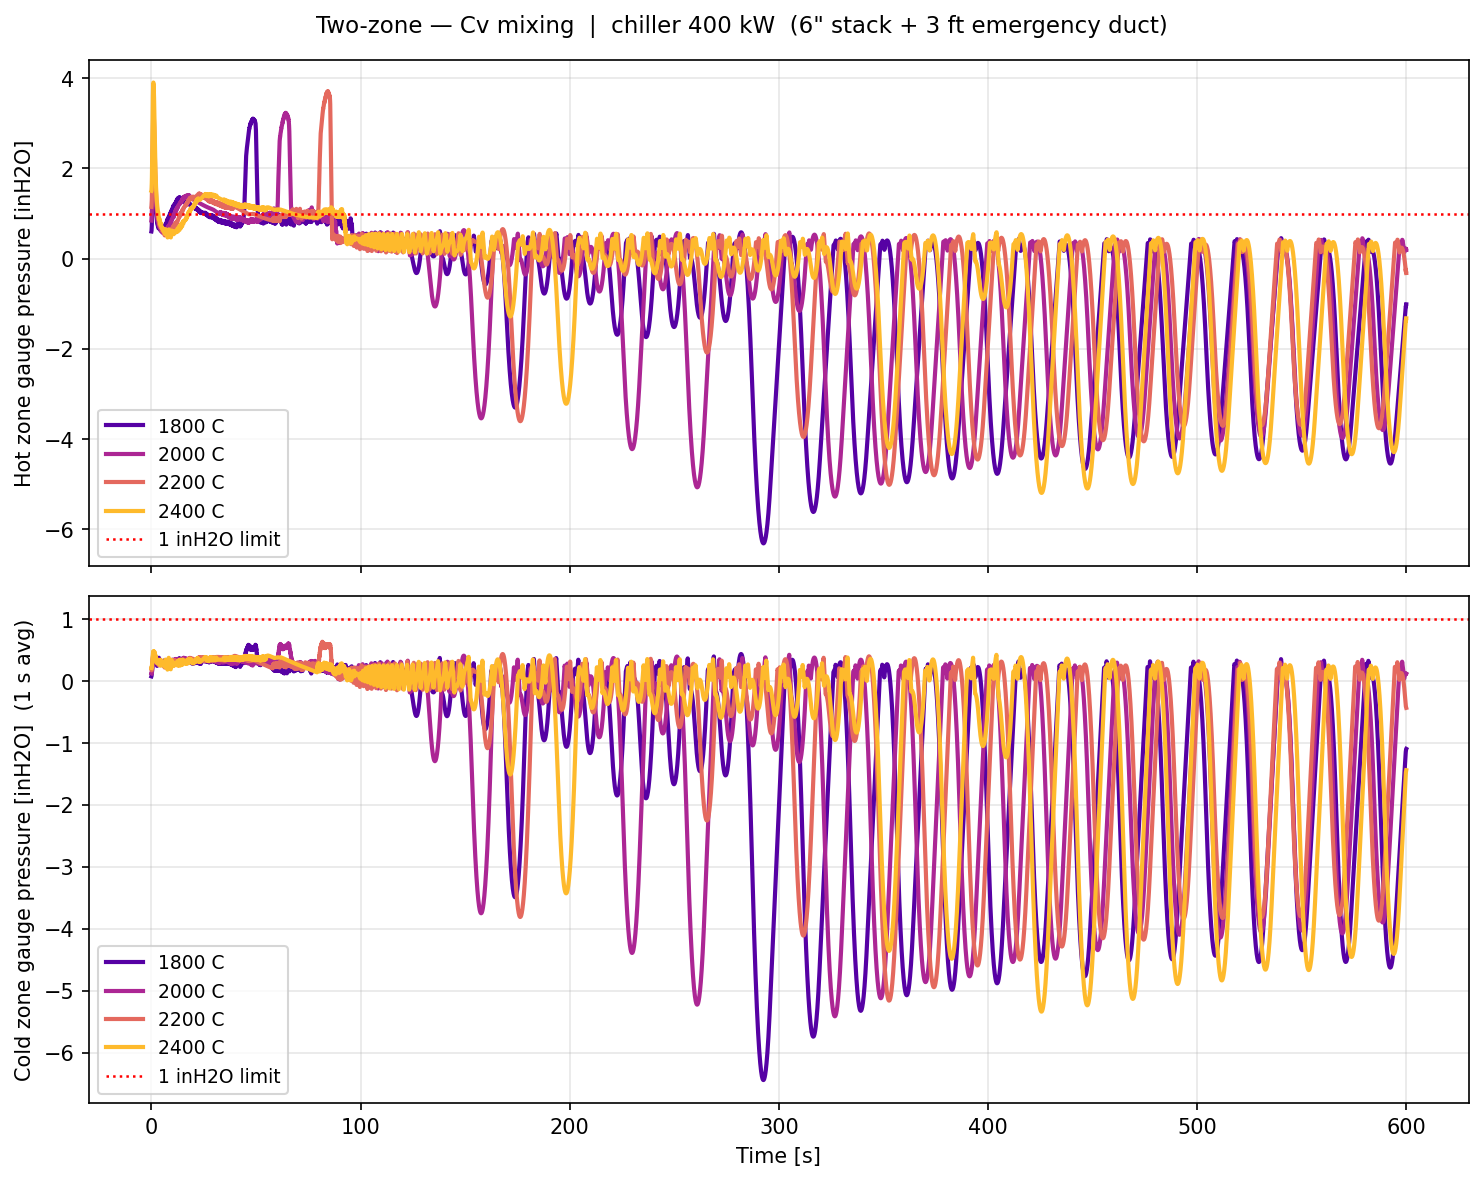 Two-zone — Cv mixing  |  chiller 400 kW  (6" stack + 3 ft emergency duct)
Hot zone gauge pressure [inH2O]
4
2
0
−2
−4
−6
1800 C
2000 C
2200 C
2400 C
1 inH2O limit
Cold zone gauge pressure [inH2O]  (1 s avg)
1
0
−1
−2
−3
−4
−5
−6
1800 C
2000 C
2200 C
2400 C
1 inH2O limit
0 100 200 300 400 500 600
Time [s]